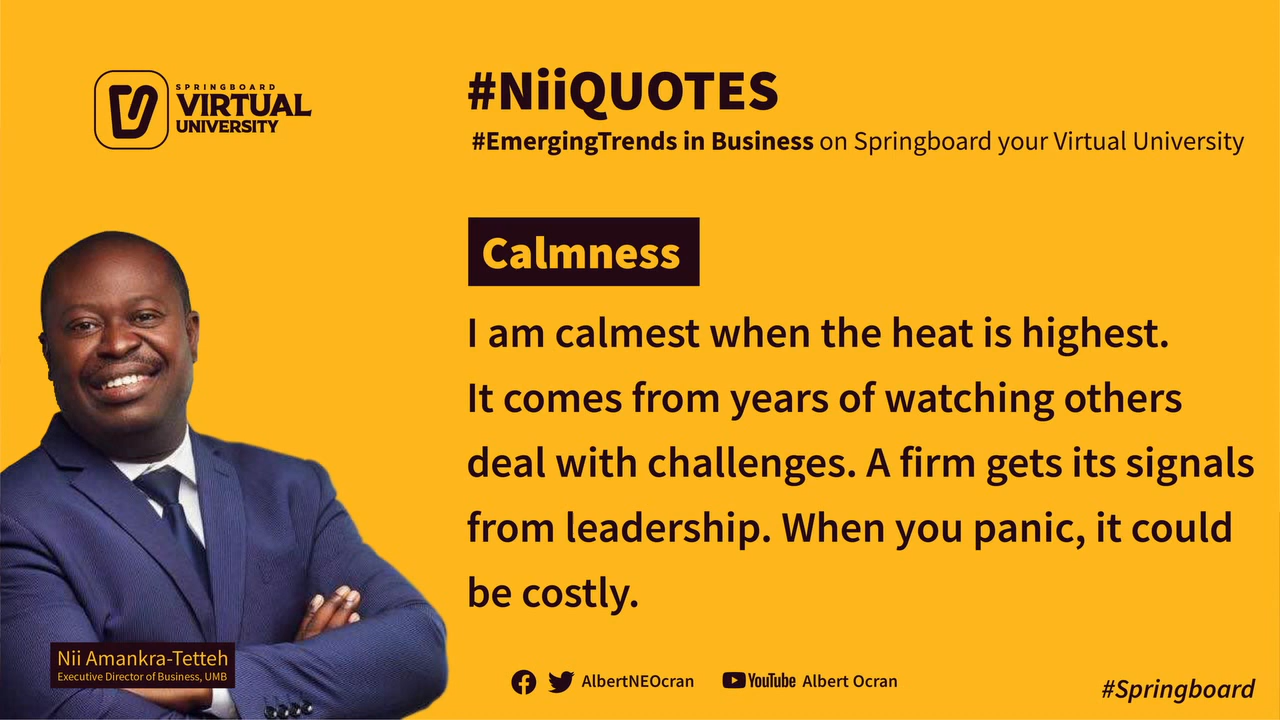 SPRINGBOARD
VIRTUAL
UNIVERSITY
#NiiQUOTES
#EmergingTrends in Business on Springboard your Virtual University
Calmness
I am calmest when the heat is highest.
It comes from years of watching others
deal with challenges. A firm gets its signals
from leadership. When you panic, it could
be costly.
Nii Amankra-Tetteh
Executive Director of Business, UMB
AlbertNEOcran
YouTube Albert Ocran
#Springboard